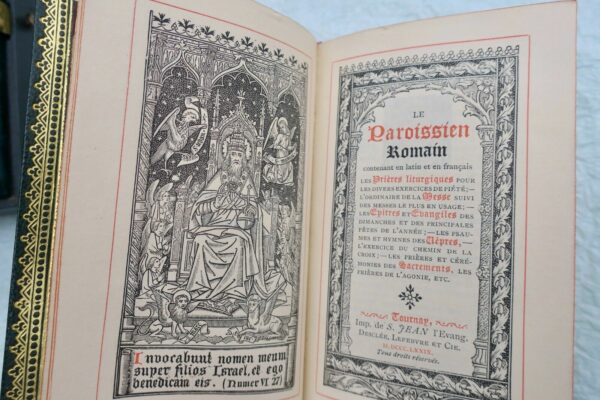 Invocabunt nomen meum
super filios Israel, et ego
benedicam eis. (Numer VI. 27)
LE
Paroissien
Romain
contenant en latin et en français
LES Prières liturgiques POUR
LES DIVERS EXERCICES DE PIÉTÉ; —
L'ORDINAIRE DE LA Messe SUIVI
DES MESSES LE PLUS EN USAGE; —
LES Epîtres ET Evangiles DES
DIMANCHES ET DES PRINCIPALES
FÊTES DE L'ANNÉE; — LES PSAU-
MES ET HYMNES DES Vêpres, —
L'EXERCICE DU CHEMIN DE LA
CROIX; — LES PRIÈRES ET CÉRÉ-
MONIES DES Sacrements, LES
PRIÈRES DE L'AGONIE, ETC.
Tournay,
Imp. de S. JEAN l'Evang.
DESCLÉE, LEFEBVRE ET CIE.
M.DCCC.LXXIX.
Tous droits réservés.